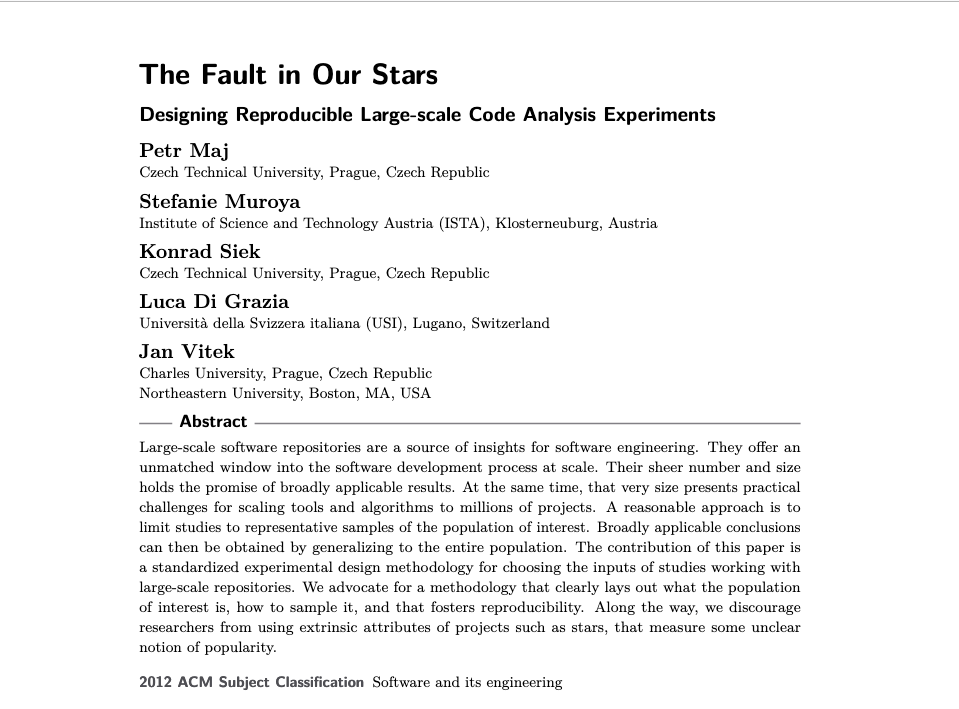 The Fault in Our Stars
Designing Reproducible Large-scale Code Analysis Experiments
Petr Maj
Czech Technical University, Prague, Czech Republic
Stefanie Muroya
Institute of Science and Technology Austria (ISTA), Klosterneuburg, Austria
Konrad Siek
Czech Technical University, Prague, Czech Republic
Luca Di Grazia
Università della Svizzera italiana (USI), Lugano, Switzerland
Jan Vitek
Charles University, Prague, Czech Republic
Northeastern University, Boston, MA, USA
Abstract
Large-scale software repositories are a source of insights for software engineering. They offer an
unmatched window into the software development process at scale. Their sheer number and size
holds the promise of broadly applicable results. At the same time, that very size presents practical
challenges for scaling tools and algorithms to millions of projects. A reasonable approach is to
limit studies to representative samples of the population of interest. Broadly applicable conclusions
can then be obtained by generalizing to the entire population. The contribution of this paper is
a standardized experimental design methodology for choosing the inputs of studies working with
large-scale repositories. We advocate for a methodology that clearly lays out what the population
of interest is, how to sample it, and that fosters reproducibility. Along the way, we discourage
researchers from using extrinsic attributes of projects such as stars, that measure some unclear
notion of popularity.
2012 ACM Subject Classification Software and its engineering